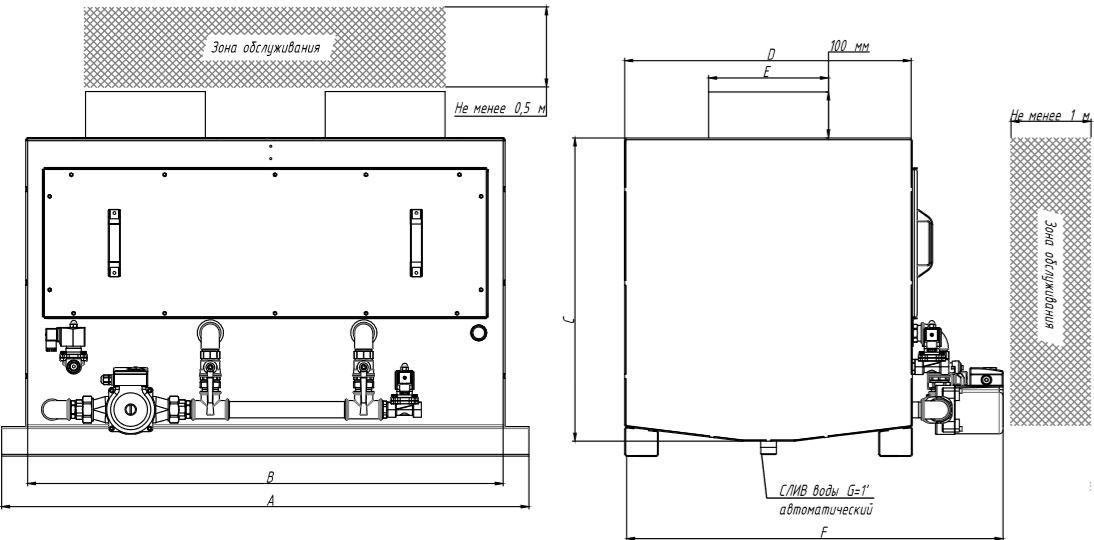 Зона обслуживания
Не менее 0,5 м
B
A
100 мм
D
E
Не менее 1 м
Зона обслуживания
C
СЛИВ воды G=1'
автоматический
F